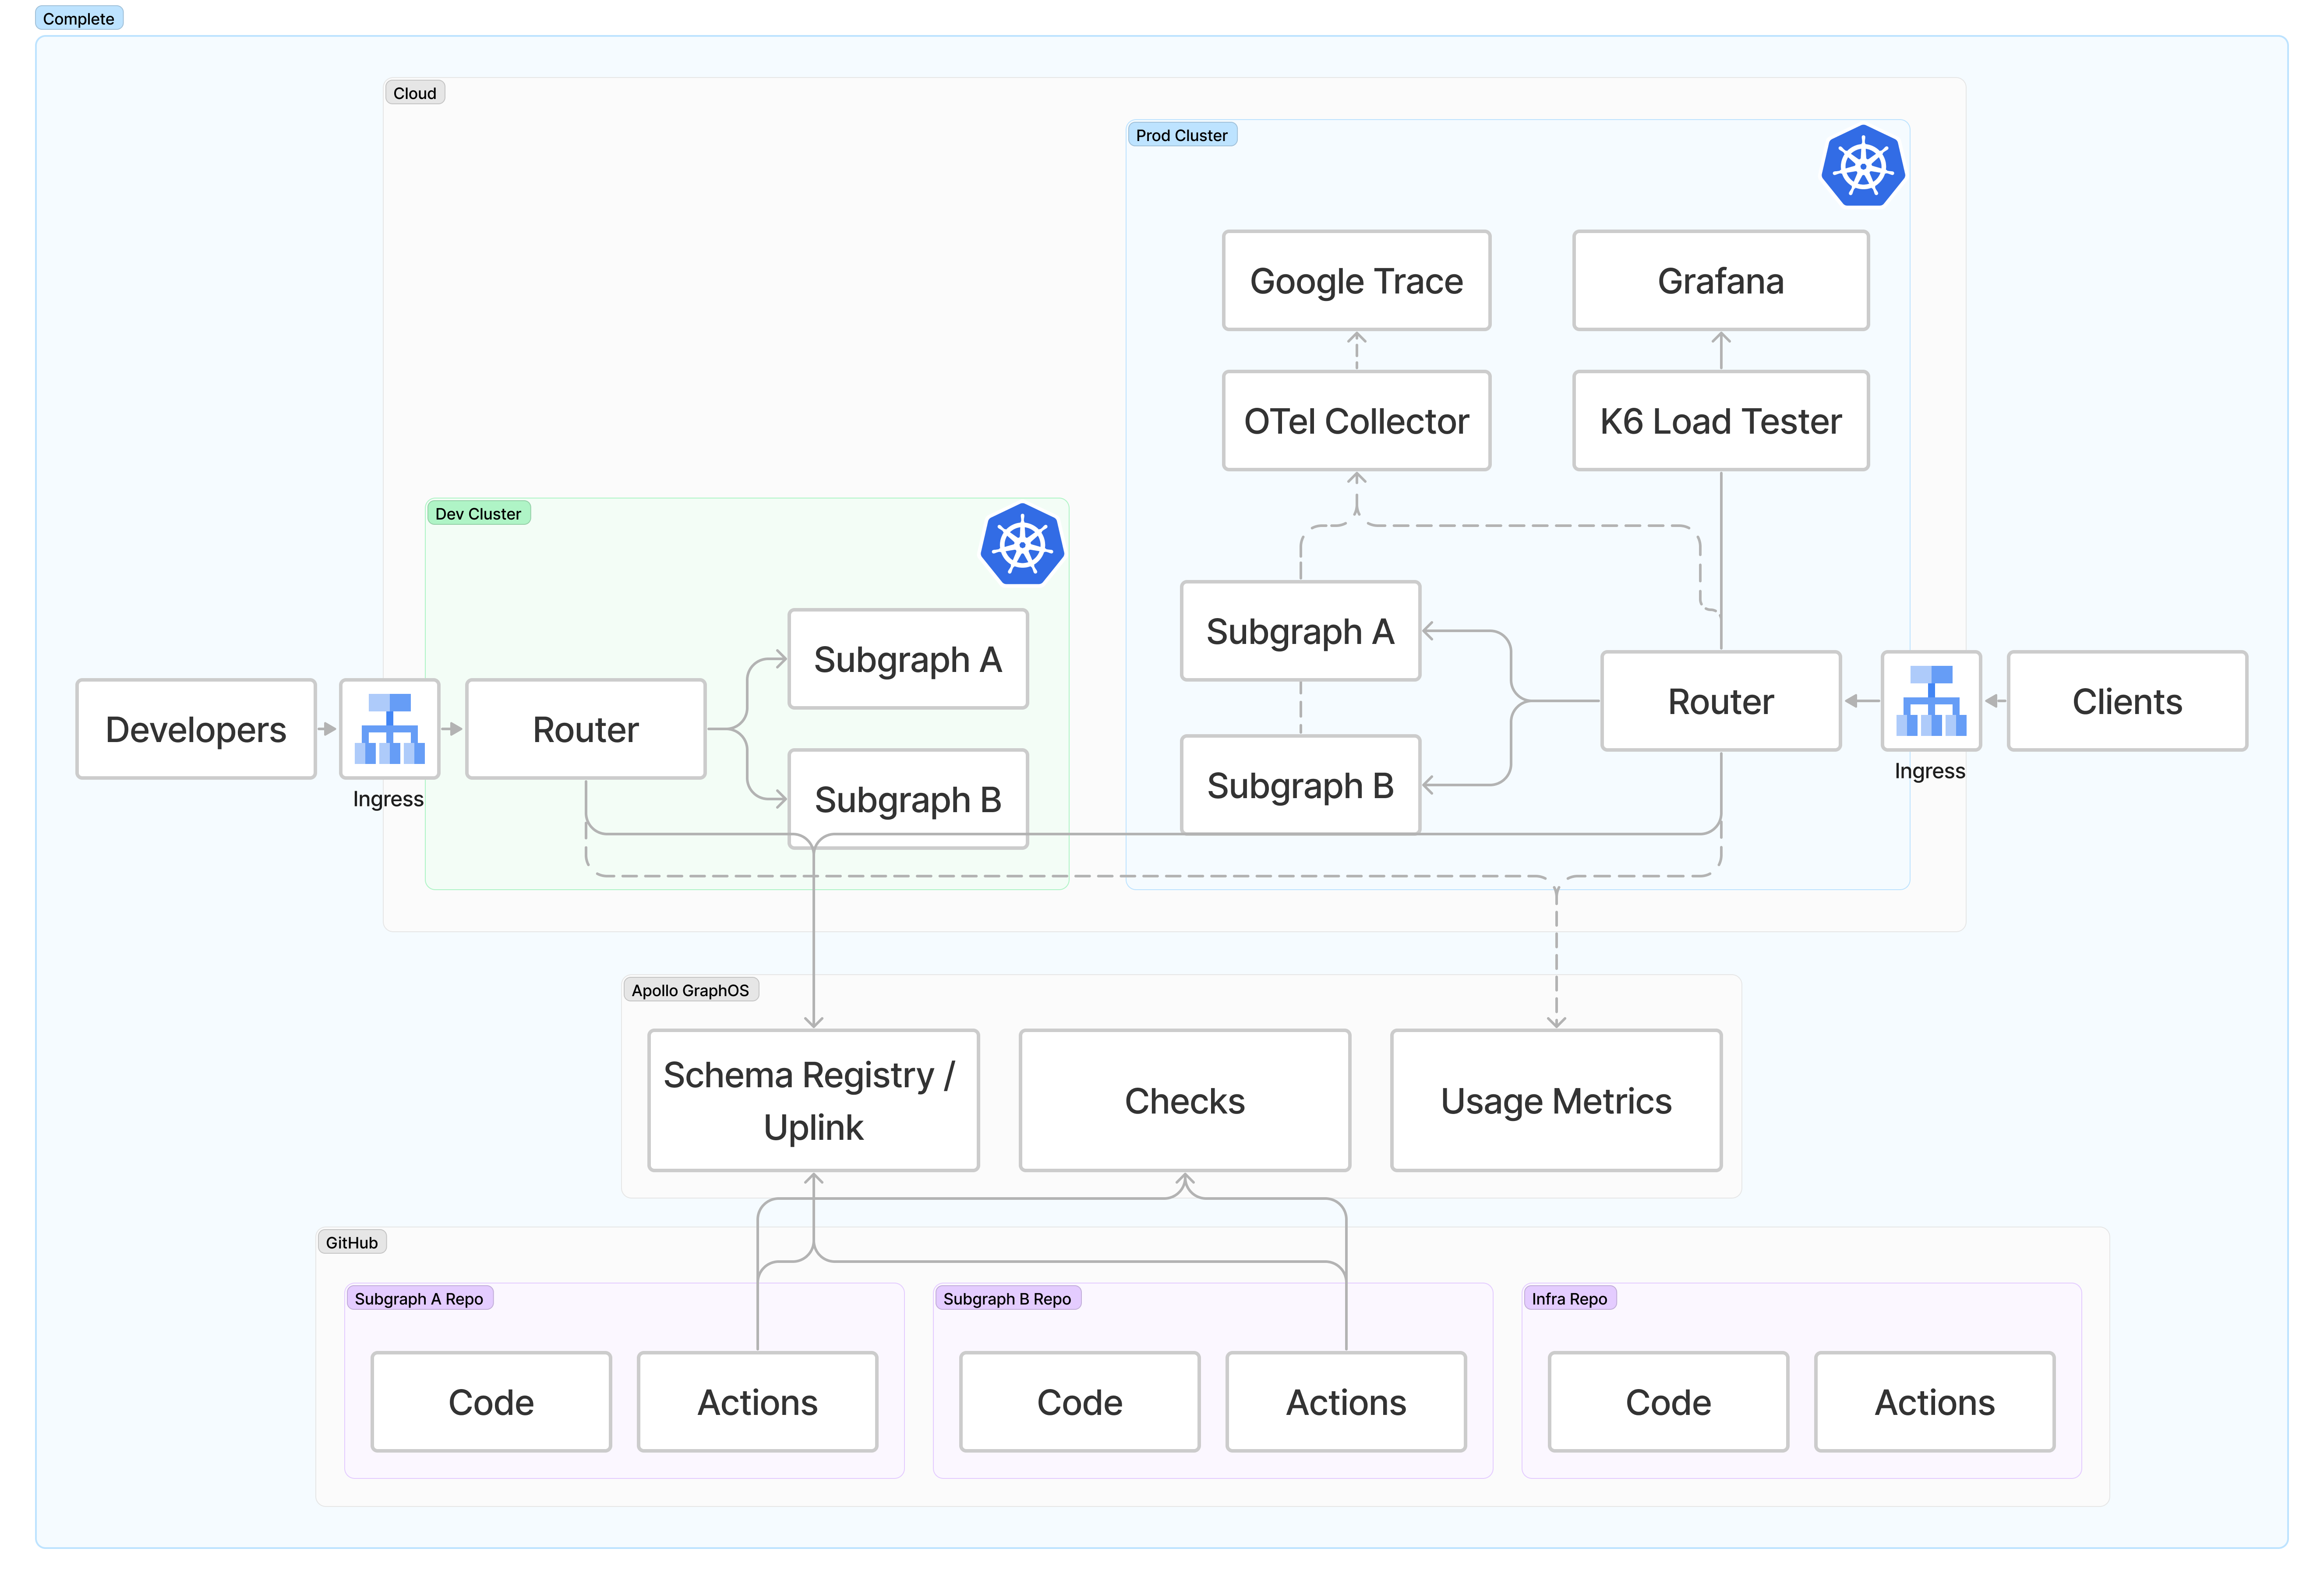 Complete
Cloud
Prod Cluster
Google Trace
Grafana
OTel Collector
K6 Load Tester
Dev Cluster
Subgraph A
Subgraph A
Developers
Router
Router
Clients
Ingress
Subgraph B
Subgraph B
Ingress
Apollo GraphOS
Schema Registry /
Uplink
Checks
Usage Metrics
GitHub
Subgraph A Repo
Subgraph B Repo
Infra Repo
Code
Actions
Code
Actions
Code
Actions